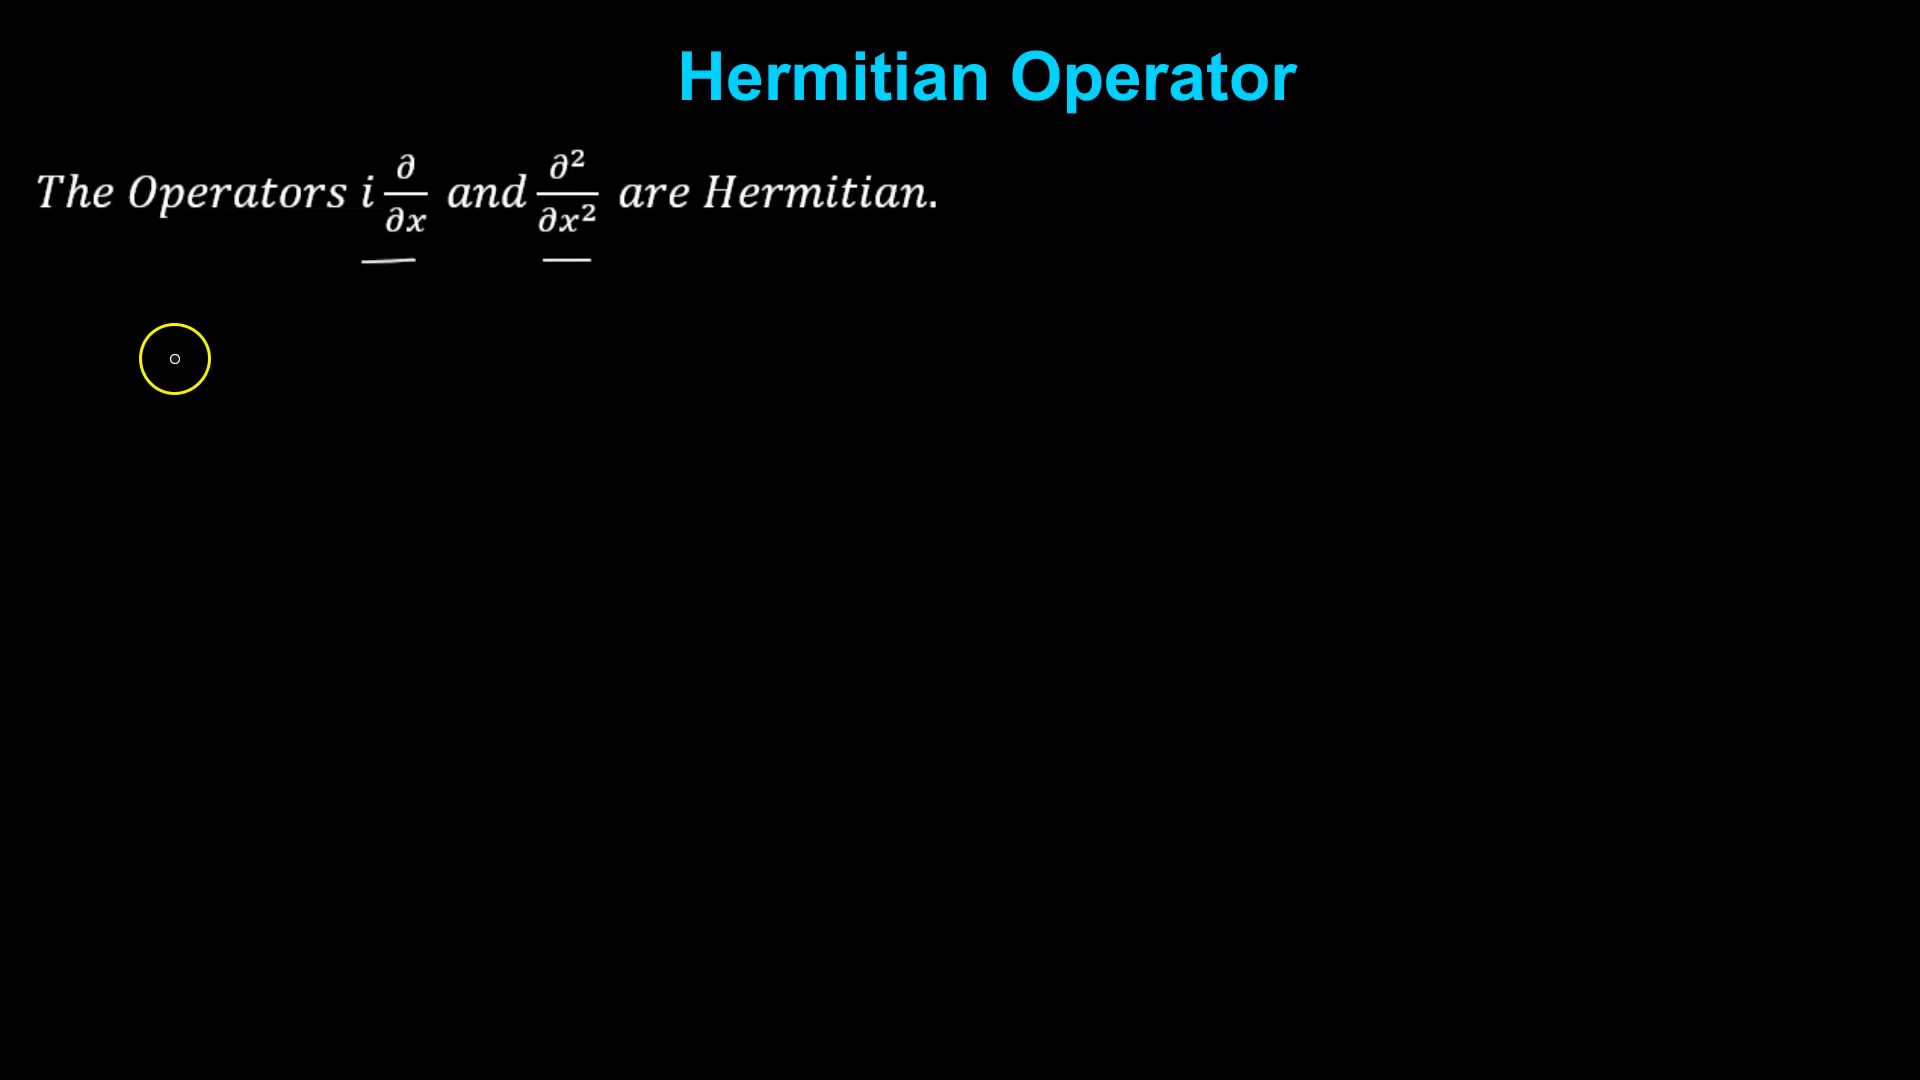 Hermitian Operator
The Operators i ∂/∂x and ∂²/∂x² are Hermitian.